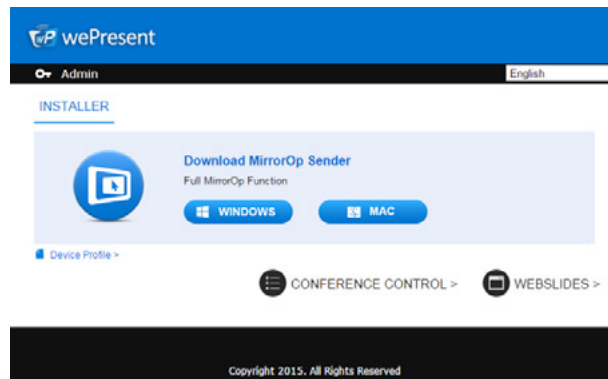 wP wePresent
Admin
English
INSTALLER
Download MirrorOp Sender
Full MirrorOp Function
WINDOWS
MAC
Device Profile >
CONFERENCE CONTROL >
WEBSLIDES >
Copyright 2015. All Rights Reserved